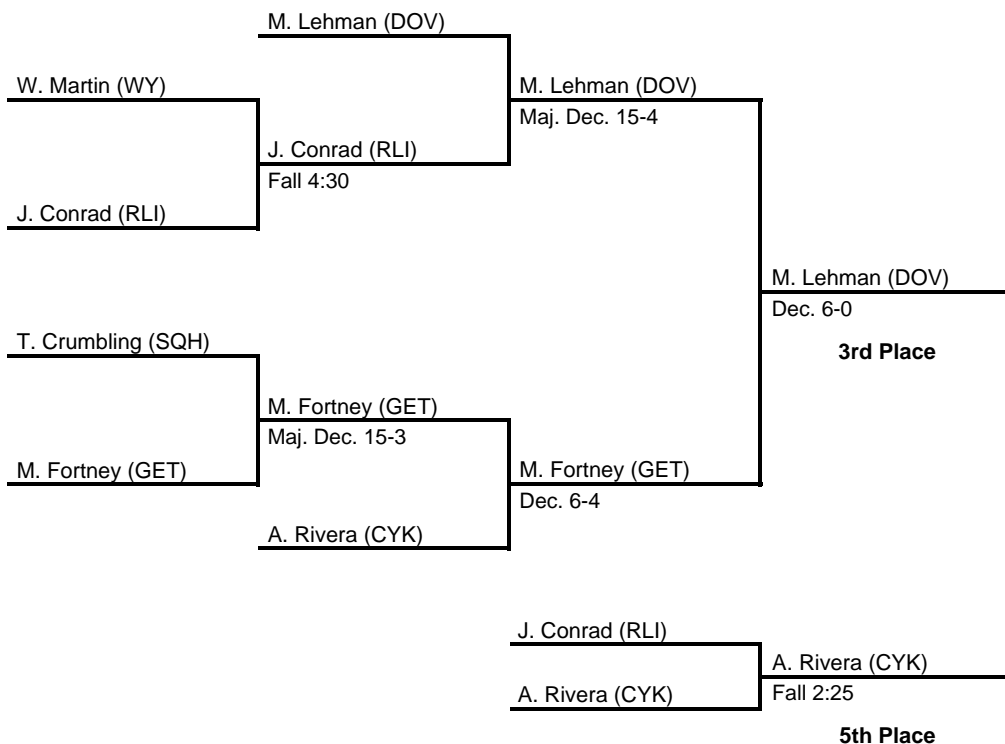 M. Lehman (DOV)
W. Martin (WY)
M. Lehman (DOV)
Maj. Dec. 15-4
J. Conrad (RLI)
Fall 4:30
J. Conrad (RLI)
M. Lehman (DOV)
Dec. 6-0
3rd Place
T. Crumbling (SQH)
M. Fortney (GET)
Maj. Dec. 15-3
M. Fortney (GET)
M. Fortney (GET)
Dec. 6-4
A. Rivera (CYK)
J. Conrad (RLI)
A. Rivera (CYK)
Fall 2:25
A. Rivera (CYK)
5th Place